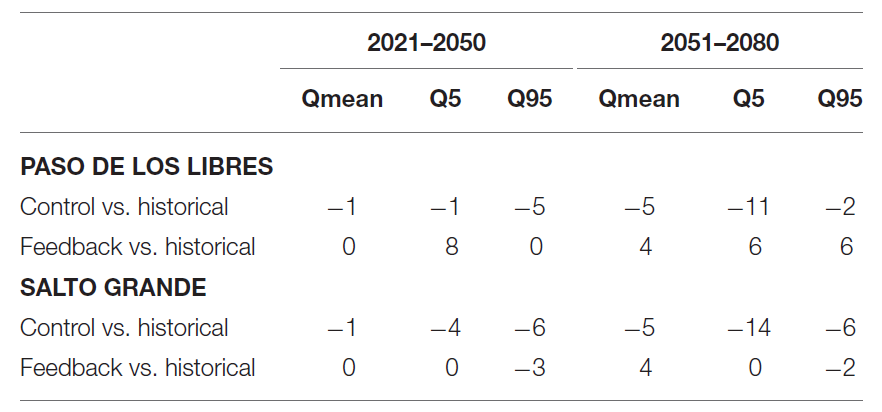 2021–2050 2051–2080
Qmean Q5 Q95 Qmean Q5 Q95
PASO DE LOS LIBRES
Control vs. historical −1 −1 −5 −5 −11 −2
Feedback vs. historical 0 8 0 4 6 6
SALTO GRANDE
Control vs. historical −1 −4 −6 −5 −14 −6
Feedback vs. historical 0 0 −3 4 0 −2